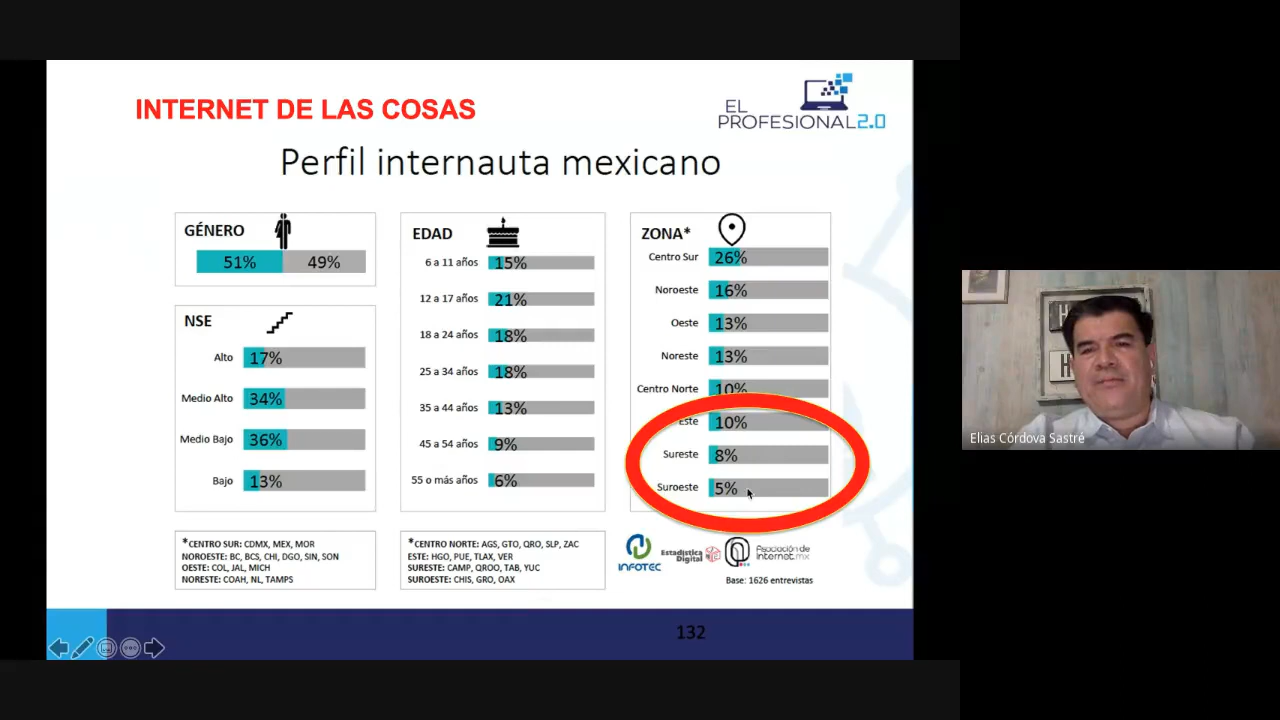 INTERNET DE LAS COSAS
EL
PROFESIONAL2.0
Perfil internauta mexicano
GÉNERO
51% 49%
NSE
Alto 17%
Medio Alto 34%
Medio Bajo 36%
Bajo 13%
EDAD
6 a 11 años 15%
12 a 17 años 21%
18 a 24 años 18%
25 a 34 años 18%
35 a 44 años 13%
45 a 54 años 9%
55 o más años 6%
ZONA*
Centro Sur 26%
Noroeste 16%
Oeste 13%
Noreste 13%
Centro Norte 10%
Este 10%
Sureste 8%
Suroeste 5%
*CENTRO SUR: CDMX, MEX, MOR
NOROESTE: BC, BCS, CHI, DGO, SIN, SON
OESTE: COL, JAL, MICH
NORESTE: COAH, NL, TAMPS
*CENTRO NORTE: AGS, GTO, QRO, SLP, ZAC
ESTE: HGO, PUE, TLAX, VER
SURESTE: CAMP, QROO, TAB, YUC
SUROESTE: CHIS, GRO, OAX
INFOTEC
Estadística
Digital
Asociación de
Internet.mx
Base: 1626 entrevistas
132
H
H
Elias Córdova Sastré